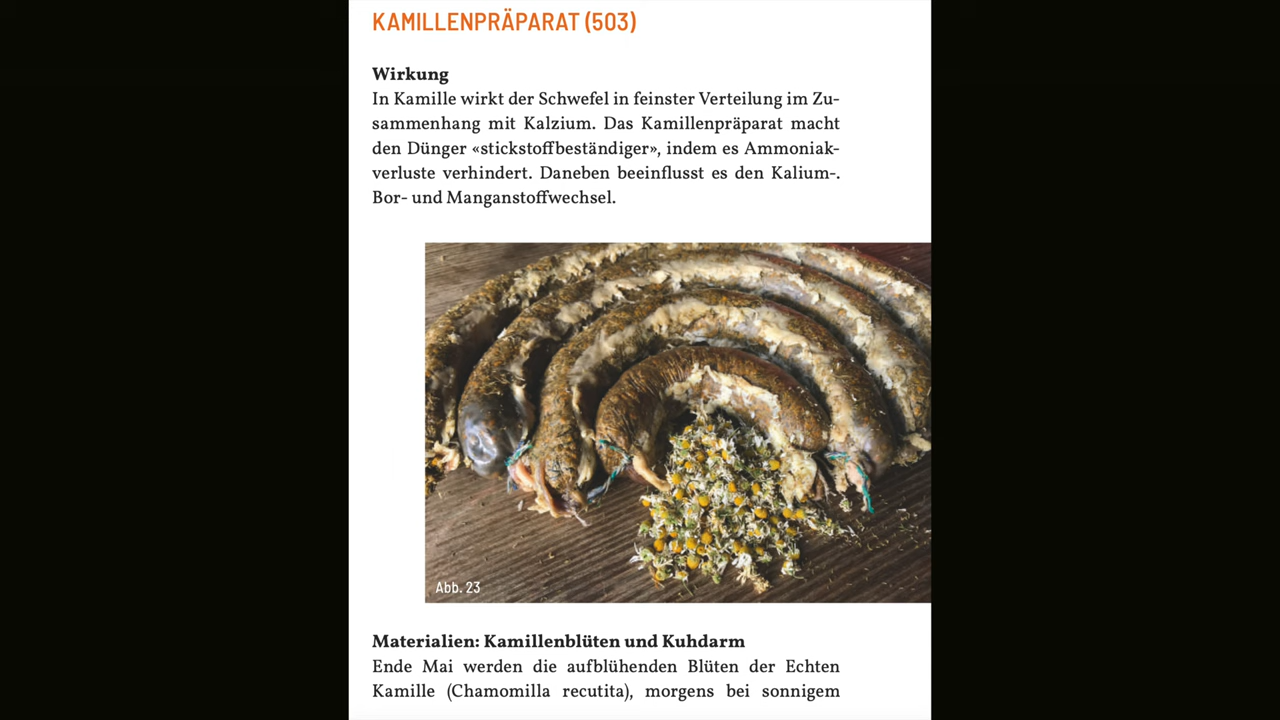 KAMILLENPRÄPARAT (503)
Wirkung
In Kamille wirkt der Schwefel in feinster Verteilung im Zu-
sammenhang mit Kalzium. Das Kamillenpräparat macht
den Dünger «stickstoffbeständiger», indem es Ammoniak-
verluste verhindert. Daneben beeinflusst es den Kalium-.
Bor- und Manganstoffwechsel.
Abb. 23
Materialien: Kamillenblüten und Kuhdarm
Ende Mai werden die aufblühenden Blüten der Echten
Kamille (Chamomilla recutita), morgens bei sonnigem